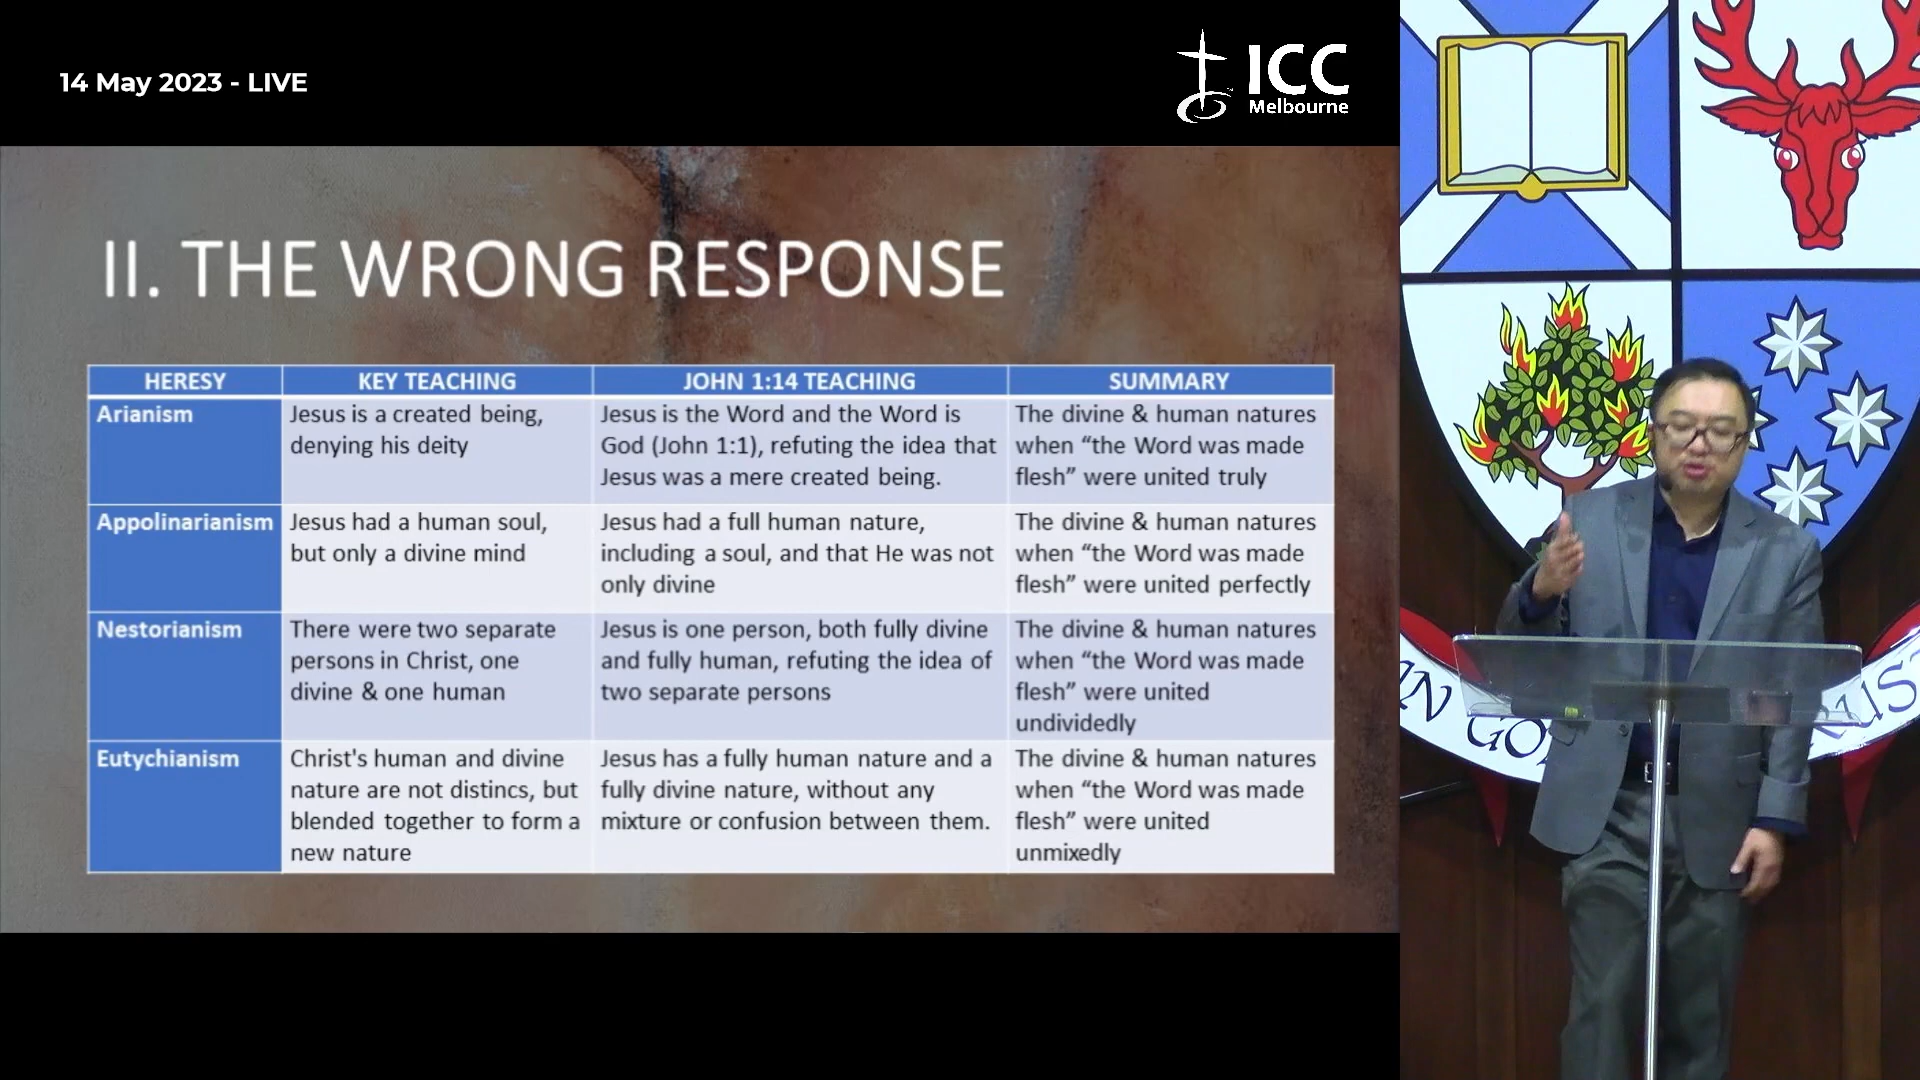 14 May 2023 - LIVE
ICC
Melbourne
II. THE WRONG RESPONSE
HERESY
KEY TEACHING
JOHN 1:14 TEACHING
SUMMARY
Arianism
Jesus is a created being,
denying his deity
Jesus is the Word and the Word is
God (John 1:1), refuting the idea that
Jesus was a mere created being.
The divine & human natures
when “the Word was made
flesh” were united truly
Appolinarianism
Jesus had a human soul,
but only a divine mind
Jesus had a full human nature,
including a soul, and that He was not
only divine
The divine & human natures
when “the Word was made
flesh” were united perfectly
Nestorianism
There were two separate
persons in Christ, one
divine & one human
Jesus is one person, both fully divine
and fully human, refuting the idea of
two separate persons
The divine & human natures
when “the Word was made
flesh” were united
undividedly
Eutychianism
Christ's human and divine
nature are not distincs, but
blended together to form a
new nature
Jesus has a fully human nature and a
fully divine nature, without any
mixture or confusion between them.
The divine & human natures
when “the Word was made
flesh” were united
unmixedly
IN GO